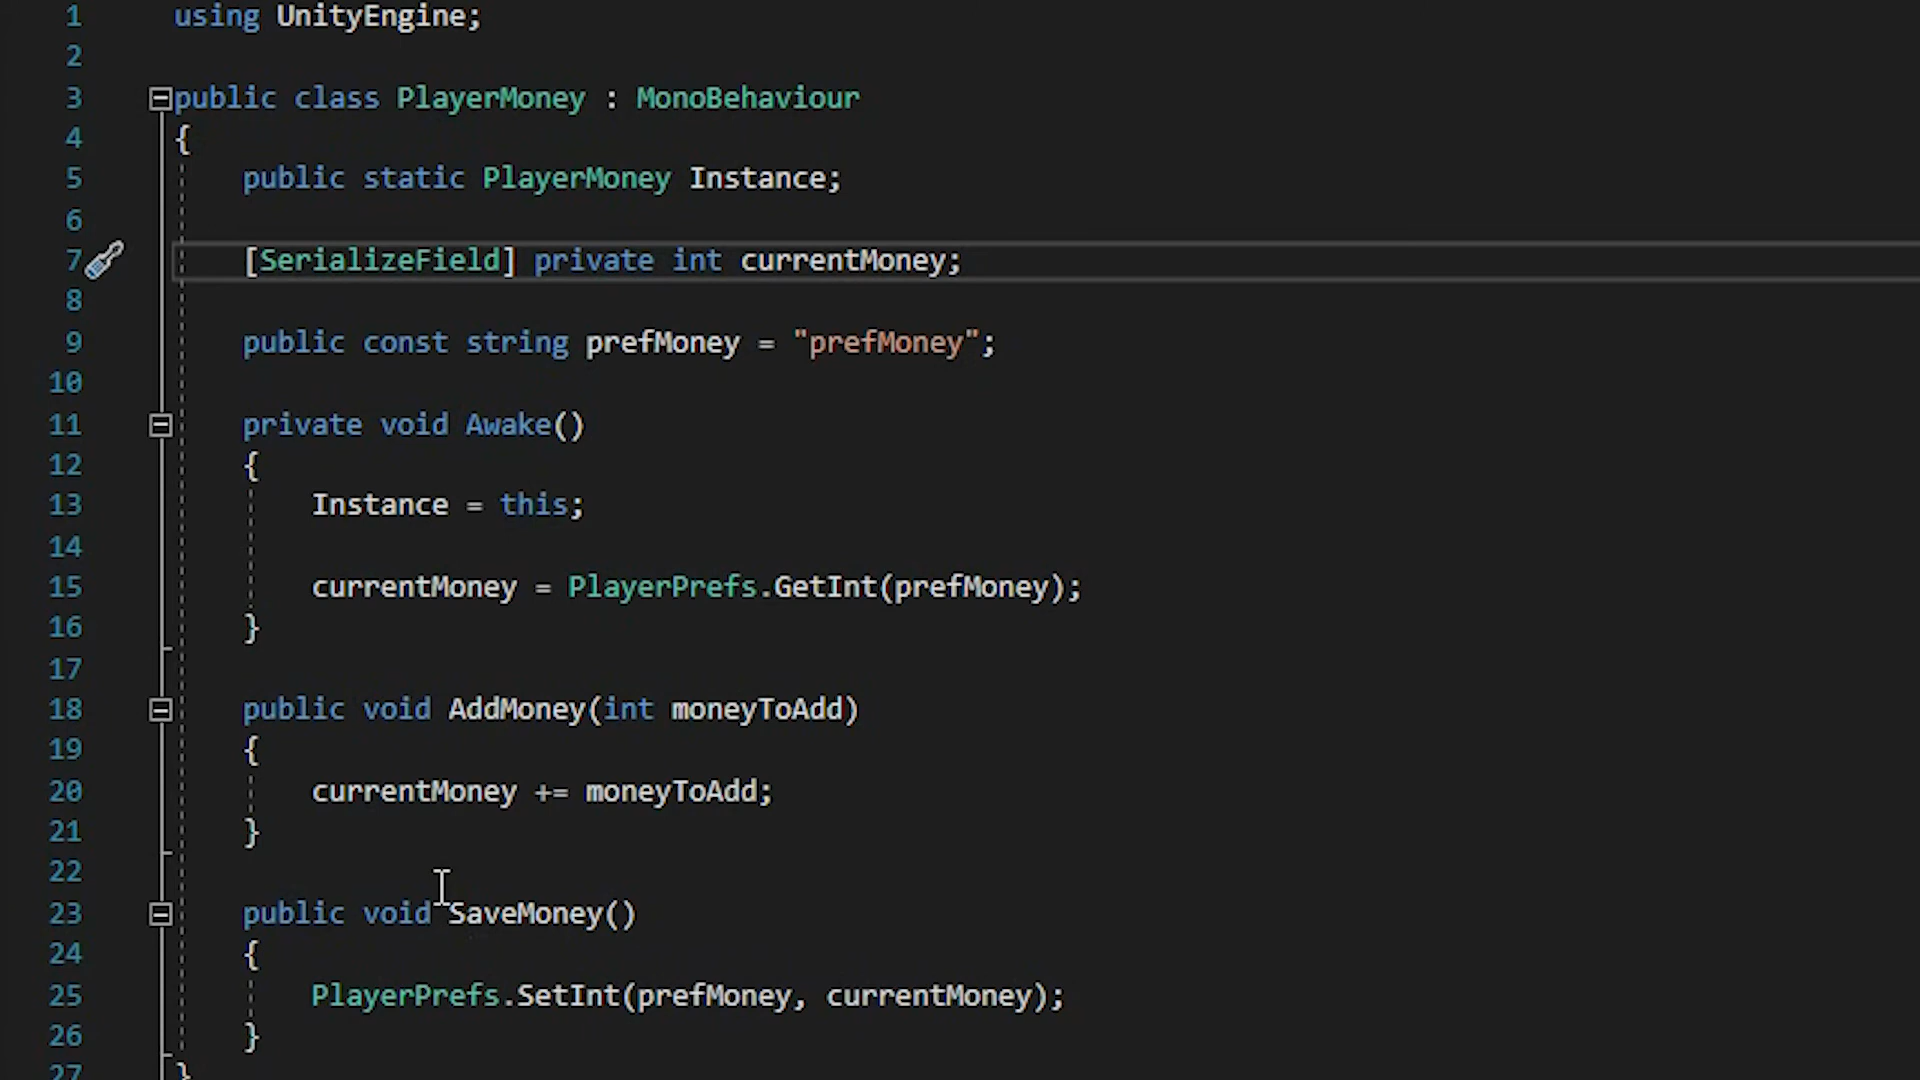 1 using UnityEngine;
2
3 public class PlayerMoney : MonoBehaviour
4 {
5 public static PlayerMoney Instance;
6
7 [SerializeField] private int currentMoney;
8
9 public const string prefMoney = "prefMoney";
10
11 private void Awake()
12 {
13 Instance = this;
14
15 currentMoney = PlayerPrefs.GetInt(prefMoney);
16 }
17
18 public void AddMoney(int moneyToAdd)
19 {
20 currentMoney += moneyToAdd;
21 }
22
23 public void SaveMoney()
24 {
25 PlayerPrefs.SetInt(prefMoney, currentMoney);
26 }
27 }